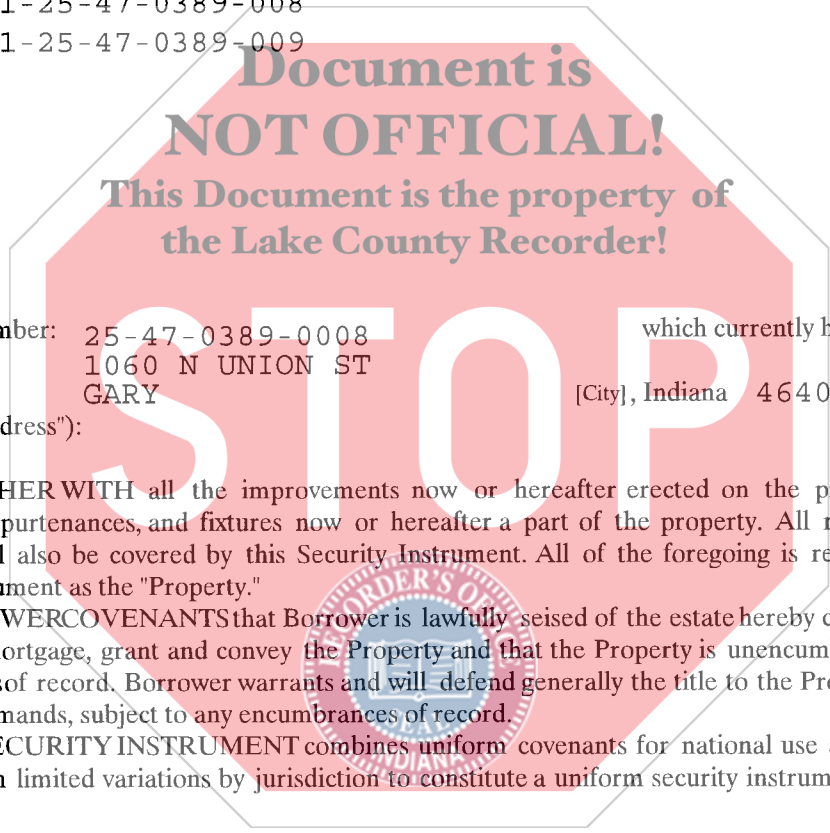 1-25-47-0389-008
1-25-47-0389-009
Document is
NOT OFFICIAL!
This Document is the property of
the Lake County Recorder!
STOP
mber: 25-47-0389-0008 which currently h
1060 N UNION ST
GARY [City], Indiana 4640
dress"):
HER WITH all the improvements now or hereafter erected on the p
purtenances, and fixtures now or hereafter a part of the property. All r
l also be covered by this Security Instrument. All of the foregoing is re
ument as the "Property."
WERCOVENANTS that Borrower is lawfully seised of the estate hereby c
ortgage, grant and convey the Property and that the Property is unencum
s of record. Borrower warrants and will defend generally the title to the Pro
mands, subject to any encumbrances of record.
ECURITY INSTRUMENT combines uniform covenants for national use
n limited variations by jurisdiction to constitute a uniform security instrum
RECORDER'S OFFICE
SEAL
INDIANA